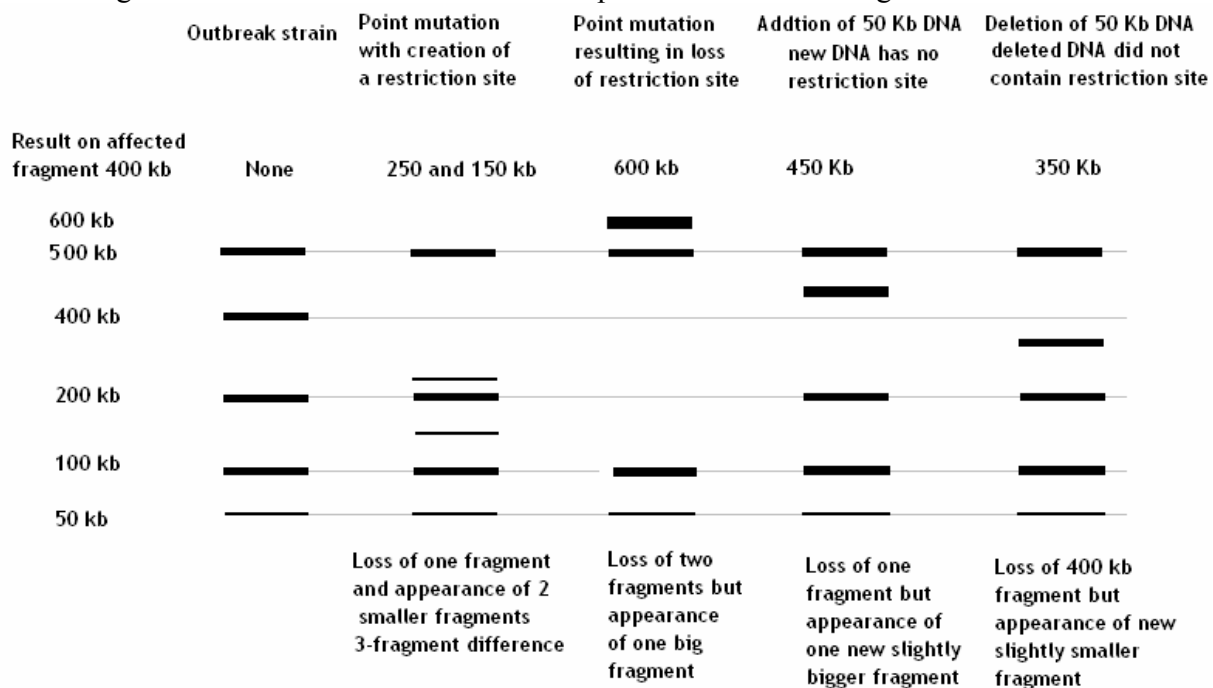 Outbreak strain
Point mutation
with creation of
a restriction site
Point mutation
resulting in loss
of restriction site
Addtion of 50 Kb DNA
new DNA has no
restriction site
Deletion of 50 Kb DNA
deleted DNA did not
contain restriction site
Result on affected
fragment 400 kb
None
250 and 150 kb
600 kb
450 Kb
350 Kb
600 kb
500 kb
400 kb
200 kb
100 kb
50 kb
Loss of one fragment
and appearance of 2
smaller fragments
3-fragment difference
Loss of two
fragments but
appearance
of one big
fragment
Loss of one
fragment but
appearance of
one new slightly
bigger fragment
Loss of 400 kb
fragment but
appearance of new
slightly smaller
fragment